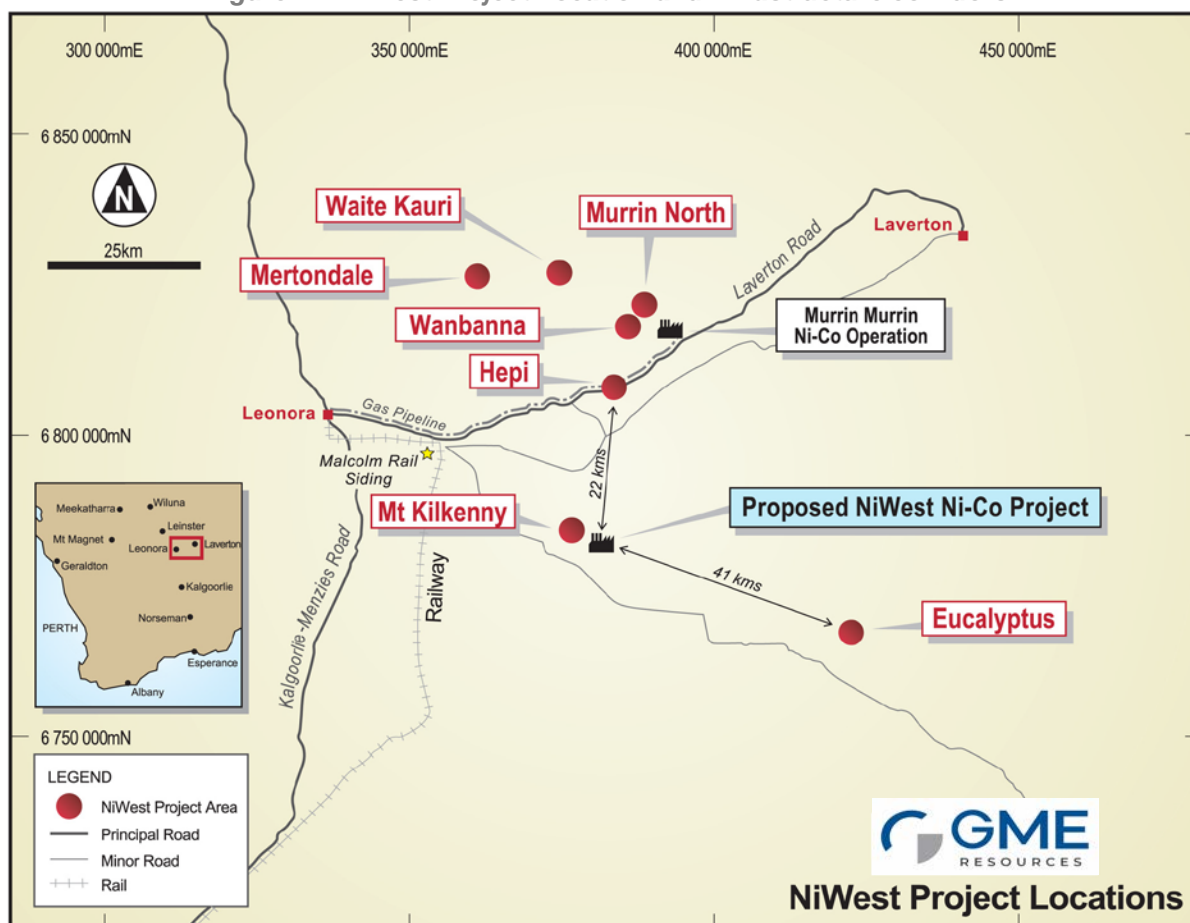 300 000mE
350 000mE
400 000mE
450 000mE
6 850 000mN
N
25km
Waite Kauri
Murrin North
Mertondale
Laverton
Laverton Road
Wanbanna
Murrin Murrin
Ni-Co Operation
Hepi
Leonora
Gas Pipeline
6 800 000mN
Malcolm Rail
Siding
22 kms
Mt Kilkenny
Proposed NiWest Ni-Co Project
41 kms
Eucalyptus
Kalgoorlie-Menzies Road
Railway
Meekatharra
Wiluna
Leinster
Mt Magnet
Leonora
Laverton
Geraldton
Kalgoorlie
Norseman
PERTH
Esperance
Albany
6 750 000mN
LEGEND
NiWest Project Area
Principal Road
Minor Road
Rail
GME
RESOURCES
NiWest Project Locations